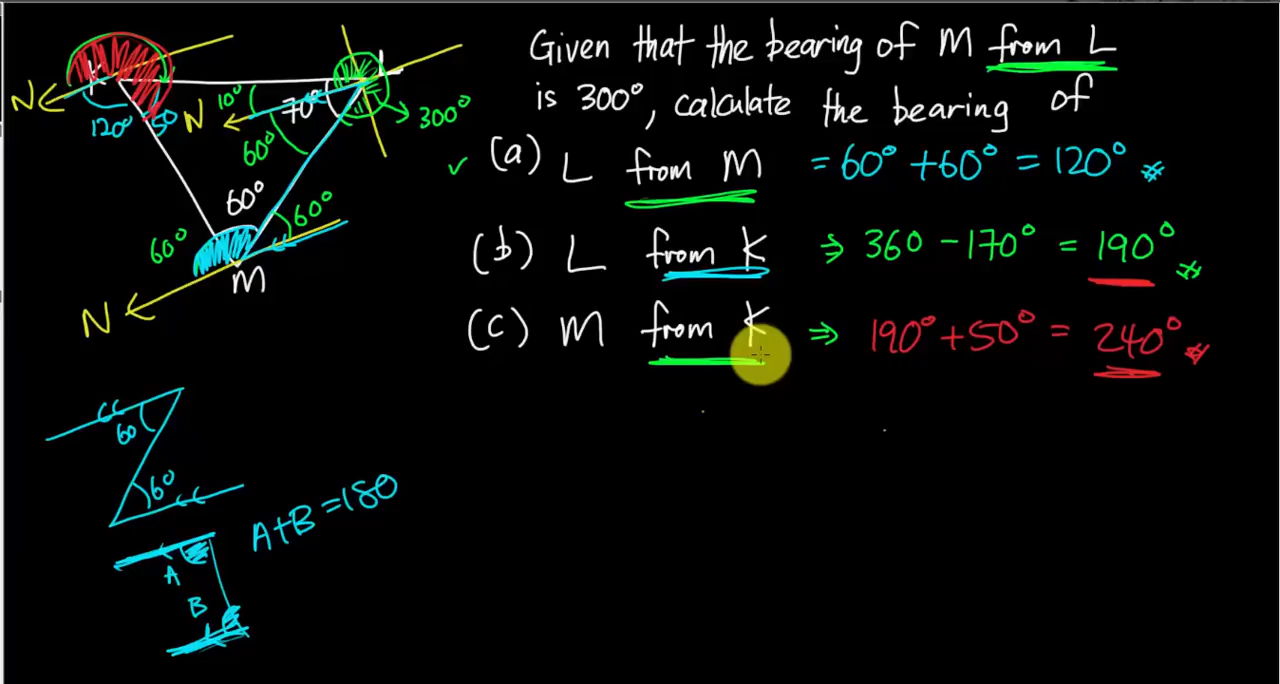 Given that the bearing of M from L
is 300°, calculate the bearing of
(a) L from M = 60° + 60° = 120°
(b) L from K ⇒ 360 - 170° = 190°
(c) M from K ⇒ 190° + 50° = 240°
K
L
N
120°
50
N
10°
70°
300°
60°
60°
60°
60°
M
N
60
60
A+B=180
A
B